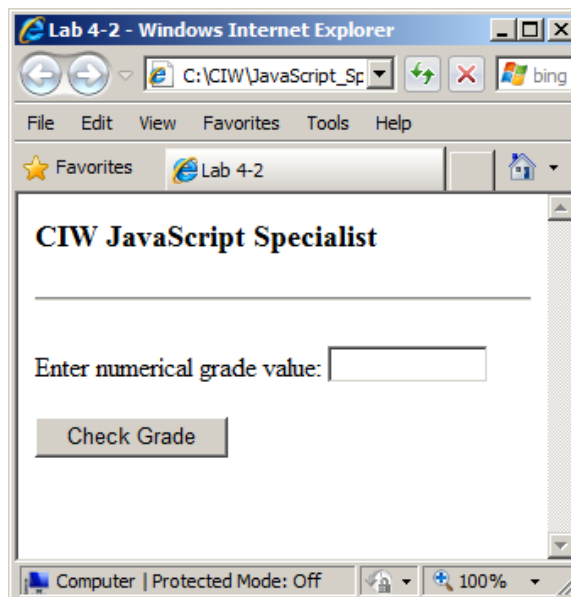 Lab 4-2 - Windows Internet Explorer
C:\CIW\JavaScript_Sp
bing
File Edit View Favorites Tools Help
Favorites Lab 4-2
CIW JavaScript Specialist
Enter numerical grade value:
Check Grade
Computer | Protected Mode: Off 100%